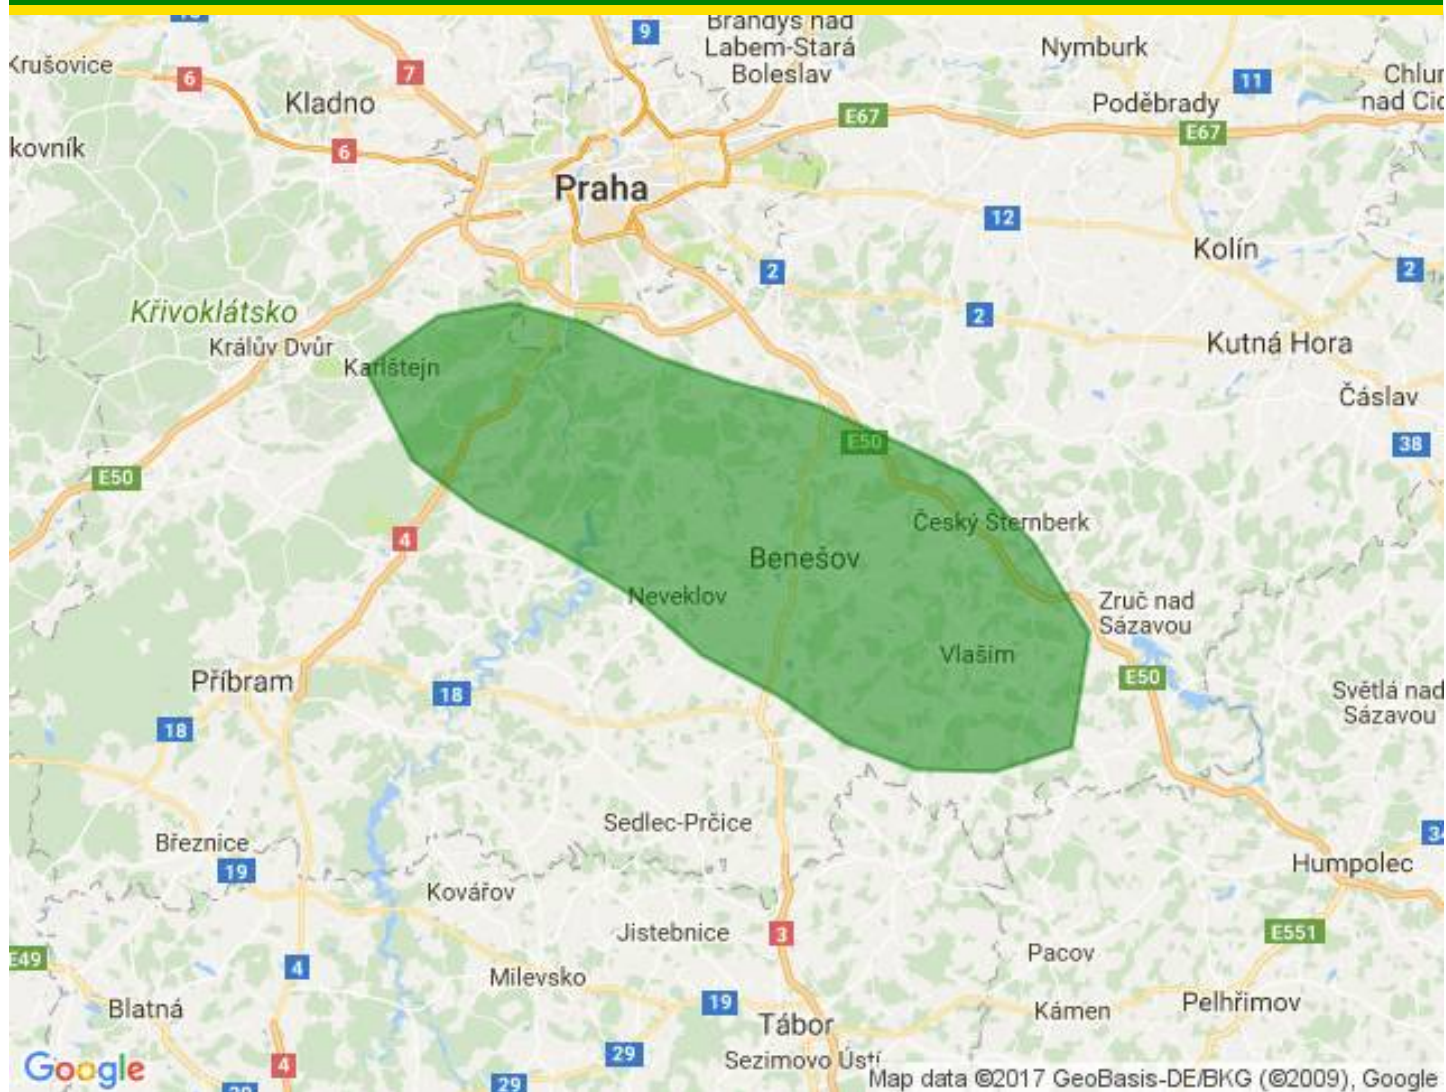 9
Brandýs nad
Labem-Stará
Boleslav
Nymburk
Krušovice
6
7
11
Kladno
Poděbrady
E67
E67
kovník
6
Praha
12
Kolín
2
2
2
Křivoklátsko
Králův Dvůr
Karlštejn
Kutná Hora
Čáslav
E50
38
E50
4
Český Šternberk
Benešov
Neveklov
Zruč nad
Sázavou
Vlašim
Příbram
18
E50
Světlá nad
Sázavou
18
Sedlec-Prčice
Březnice
19
Humpolec
Kovářov
Jistebnice
3
E551
E49
4
Pacov
Milevsko
Blatná
19
Kámen
Pelhřimov
Tábor
29
Sezimovo Ústí
Google
4
29
Map data ©2017 GeoBasis-DE/BKG (©2009), Google